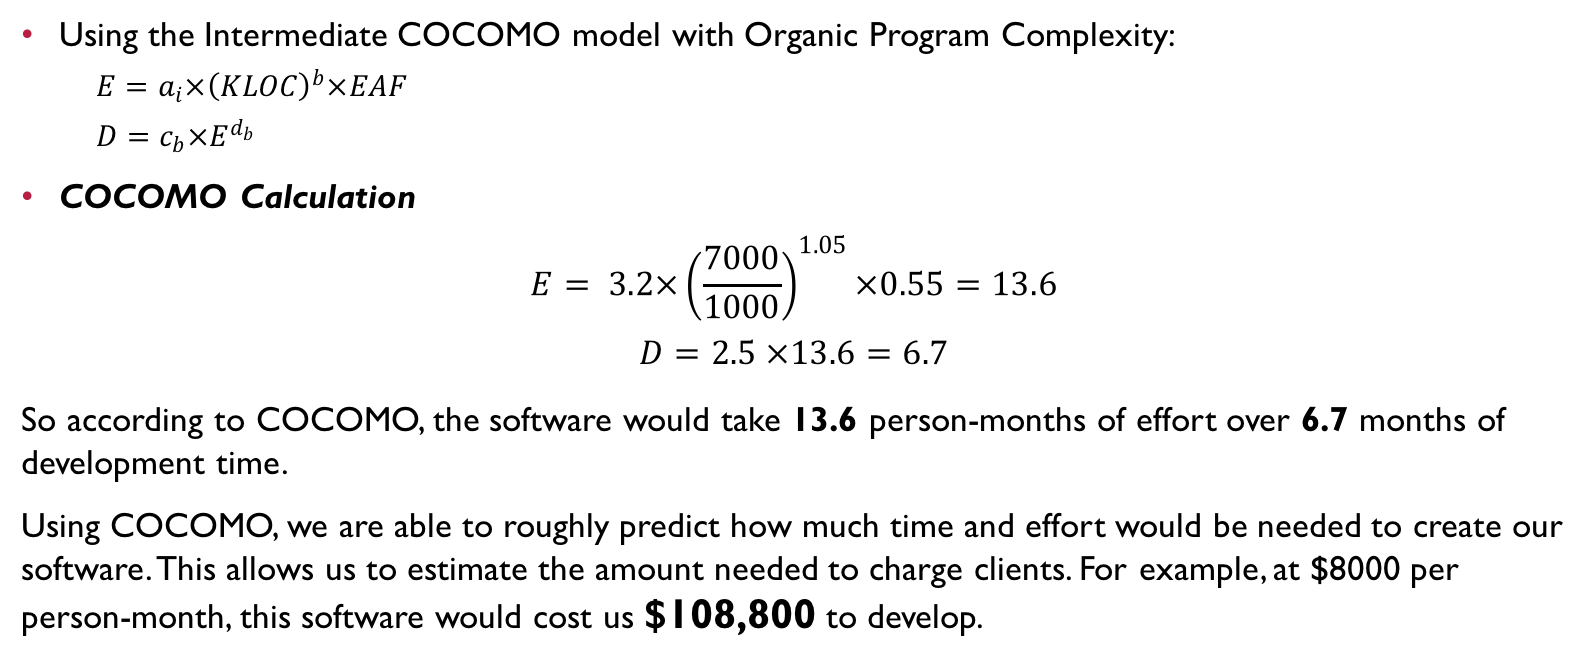 • Using the Intermediate COCOMO model with Organic Program Complexity:
E = aᵢ×(KLOC)ᵇ×EAF
D = c_b×E^{d_b}
• COCOMO Calculation
E = 3.2×(7000/1000)^{1.05} ×0.55 = 13.6
D = 2.5 ×13.6 = 6.7
So according to COCOMO, the software would take 13.6 person-months of effort over 6.7 months of
development time.
Using COCOMO, we are able to roughly predict how much time and effort would be needed to create our
software. This allows us to estimate the amount needed to charge clients. For example, at $8000 per
person-month, this software would cost us $108,800 to develop.